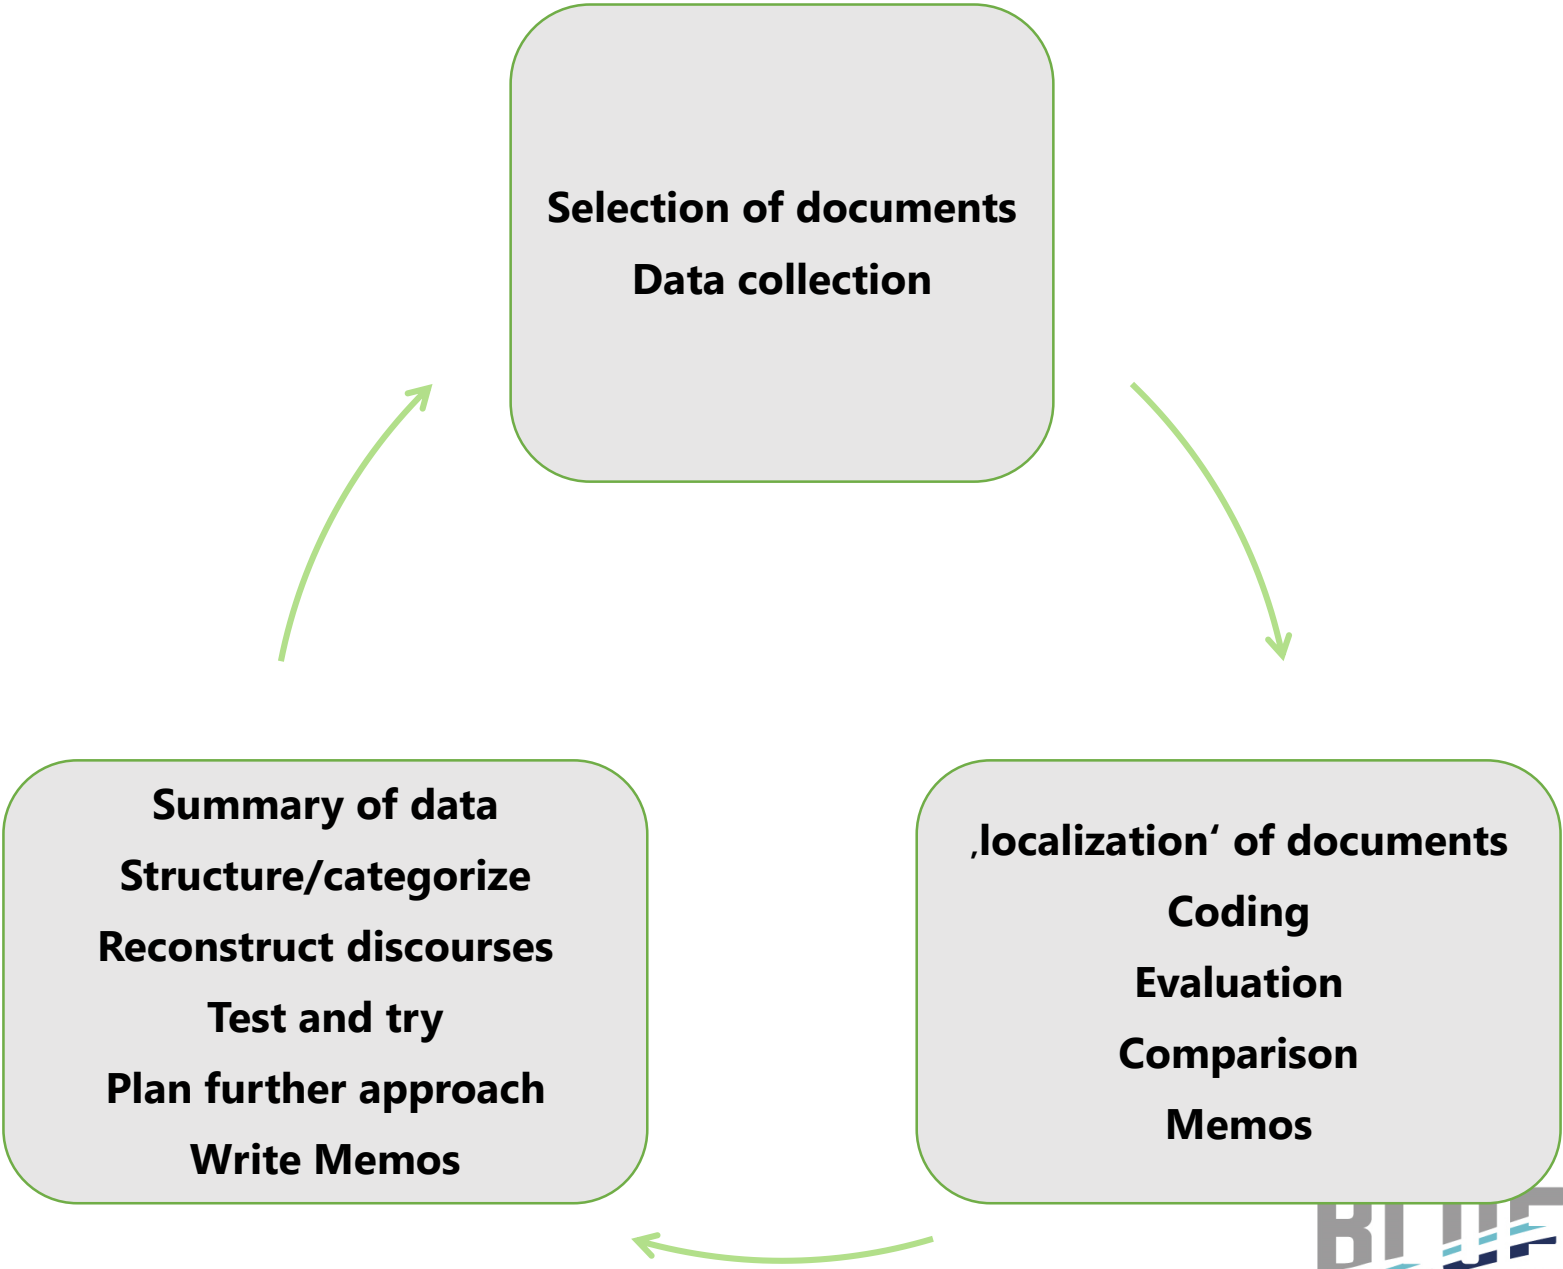 Selection of documents
Data collection
‚localization‘ of documents
Coding
Evaluation
Comparison
Memos
Summary of data
Structure/categorize
Reconstruct discourses
Test and try
Plan further approach
Write Memos